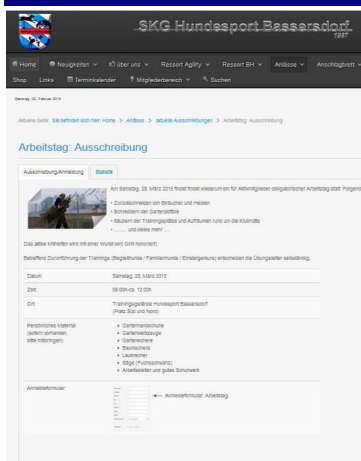 SKG Hundesport Bassersdorf
1887
Home Neuigkeiten Über uns Ressort Agility Ressort BH Anlässe Anschlagbrett
Shop Links Terminkalender Mitgliederbereich Suchen
Aktuelle Seite: Sie befinden sich hier: Home > Anlässe > aktuelle Ausschreibungen > Arbeitstag: Ausschreibung
Arbeitstag: Ausschreibung
Ausschreibung/Anmeldung Statistik
Am Samstag, 28. März 2015 findet findet wiederum ein für Aktivmitglieder obligatorischer Arbeitstag statt.
- Zurückschneiden von Sträucher und Hecken
- Schreddern der Gartenabfälle
- Säubern der Trainingsplätze und Aufräumen rund um die Klubhütte
- ......... und vieles mehr ...
Das aktive Mithelfen wird mit einer Wurst vom Grill honoriert!
Betreffend Durchführung der Trainings (Begleithunde / Familienhunde / Einsteigerkurs) entscheiden die Übungsleiter selbständig.
Datum Samstag, 28. März 2015
Zeit 09:00h-ca. 12:00h
Ort Trainingsgelände Hundesport Bassersdorf
(Platz Süd und Nord)
Persönliches Material
(sofern vorhanden,
bitte mitbringen)
Gartenhandschuhe
Gartenwerkzeuge
Gartenschere
Baumschere
Laubrechen
Säge (Fuchsschwanz)
Arbeitskleider und gutes Schuhwerk
Anmeldeformular
Anmeldeformular: Arbeitstag